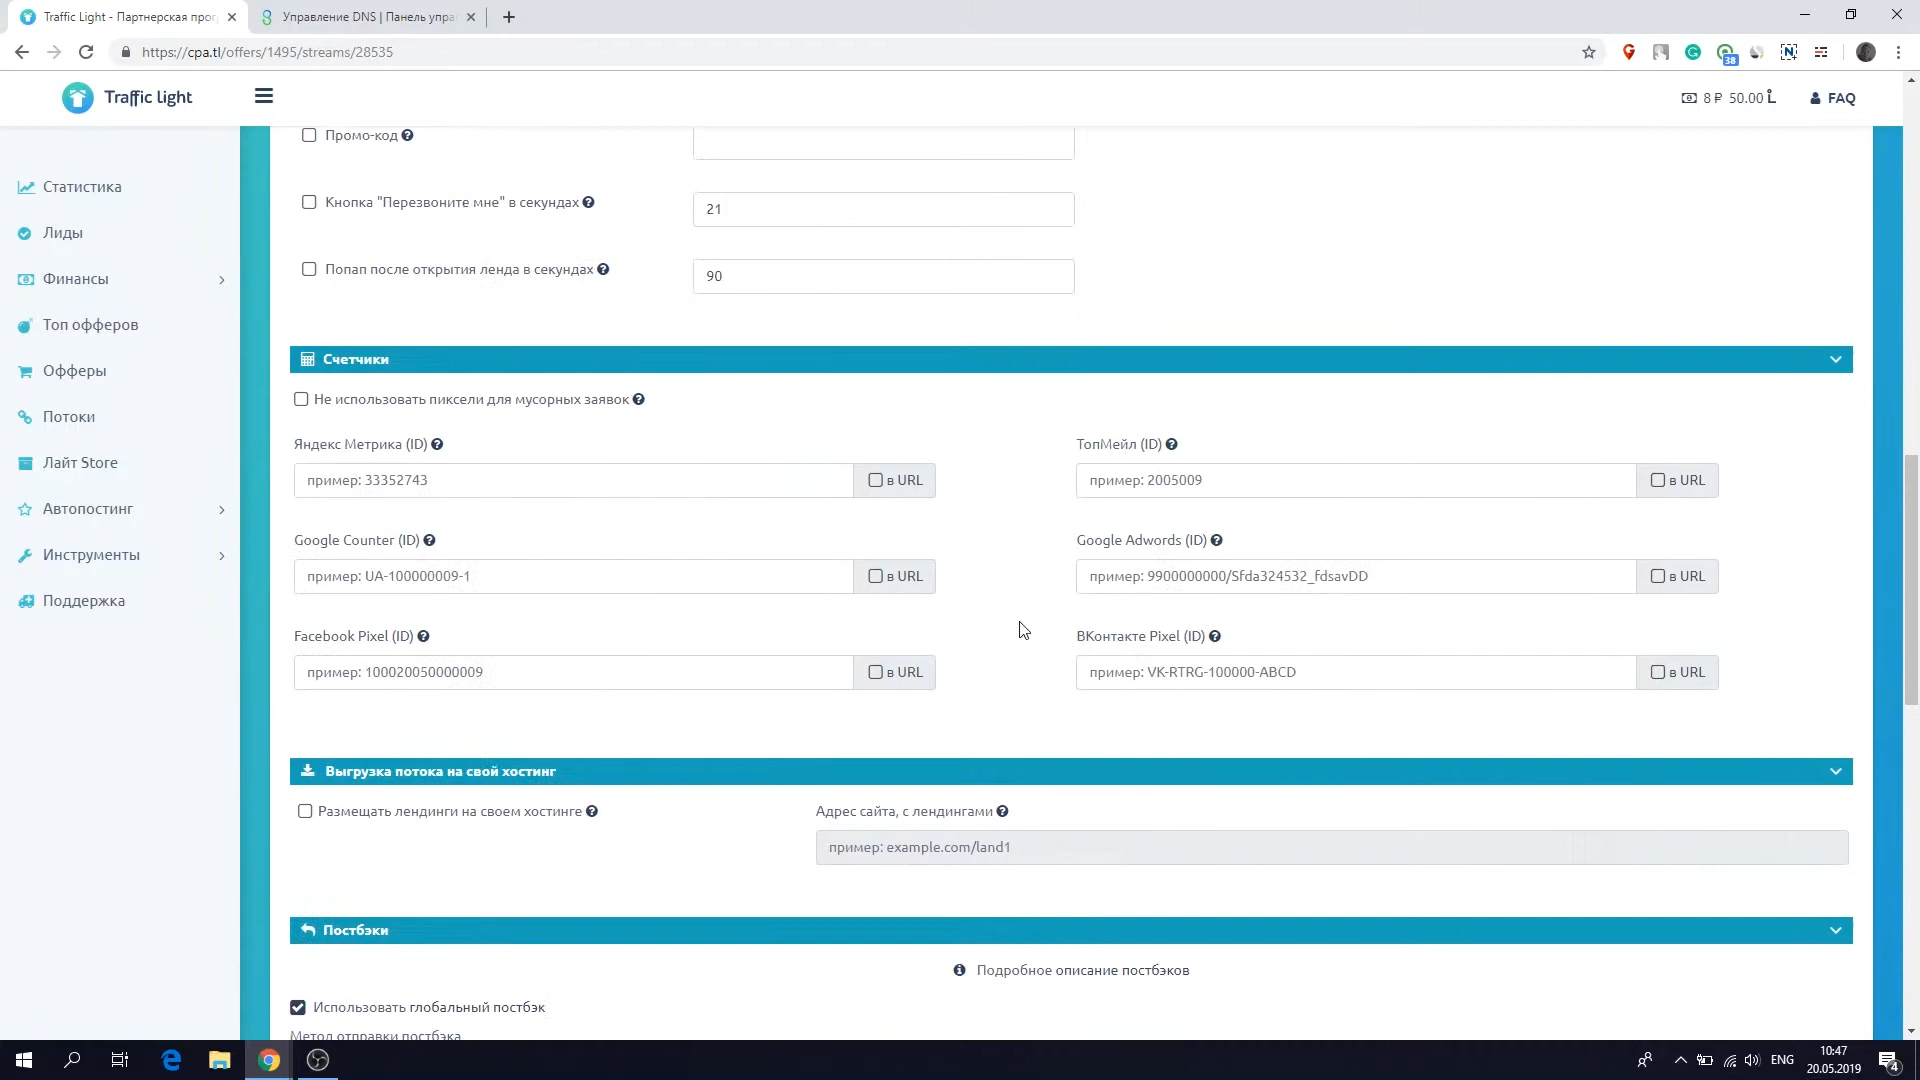 Traffic Light - Партнерская прог
Управление DNS | Панель упра
https://cpa.tl/offers/1495/streams/28535
38
Traffic light
8 ₽ 50.00
FAQ
Промо-код
Статистика
Кнопка "Перезвоните мне" в секундах
21
Лиды
Попап после открытия ленда в секундах
90
Финансы
Топ офферов
Офферы
Потоки
Лайт Store
Автопостинг
Инструменты
Поддержка
Счетчики
Не использовать пиксели для мусорных заявок
Яндекс Метрика (ID)
ТопМейл (ID)
пример: 33352743
в URL
пример: 2005009
в URL
Google Counter (ID)
Google Adwords (ID)
пример: UA-100000009-1
в URL
пример: 9900000000/Sfda324532_fdsavDD
в URL
Facebook Pixel (ID)
ВКонтакте Pixel (ID)
пример: 100020050000009
в URL
пример: VK-RTRG-100000-ABCD
в URL
Выгрузка потока на свой хостинг
Размещать лендинги на своем хостинге
Адрес сайта, с лендингами
пример: example.com/land1
Постбэки
Подробное описание постбэков
Использовать глобальный постбэк
Метод отправки постбэка
ENG
10:47
20.05.2019
4